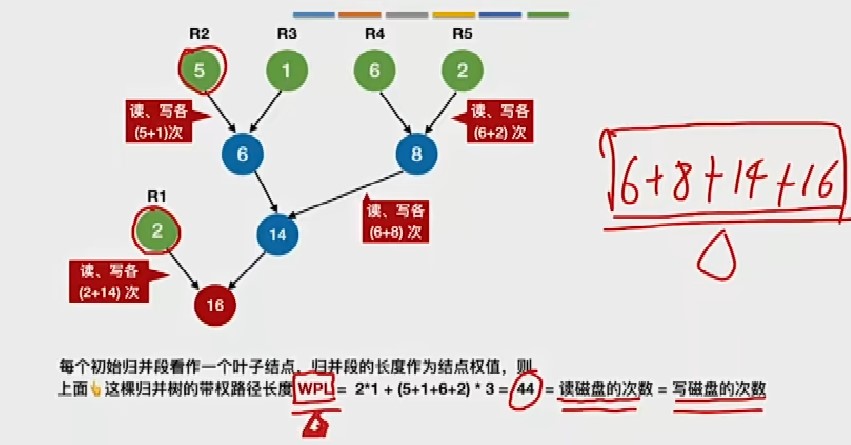 R2 R3 R4 R5
5 1 6 2
读、写各
(5+1)次
读、写各
(6+2) 次
6 8
6+8+14+16
R1
读、写各
(6+8) 次
2 14
读、写各
(2+14) 次
16
每个初始归并段看作一个叶子结点，归并段的长度作为结点权值，则
上面👆这棵归并树的带权路径长度 WPL = 2*1 + (5+1+6+2) * 3 = 44 = 读磁盘的次数 = 写磁盘的次数